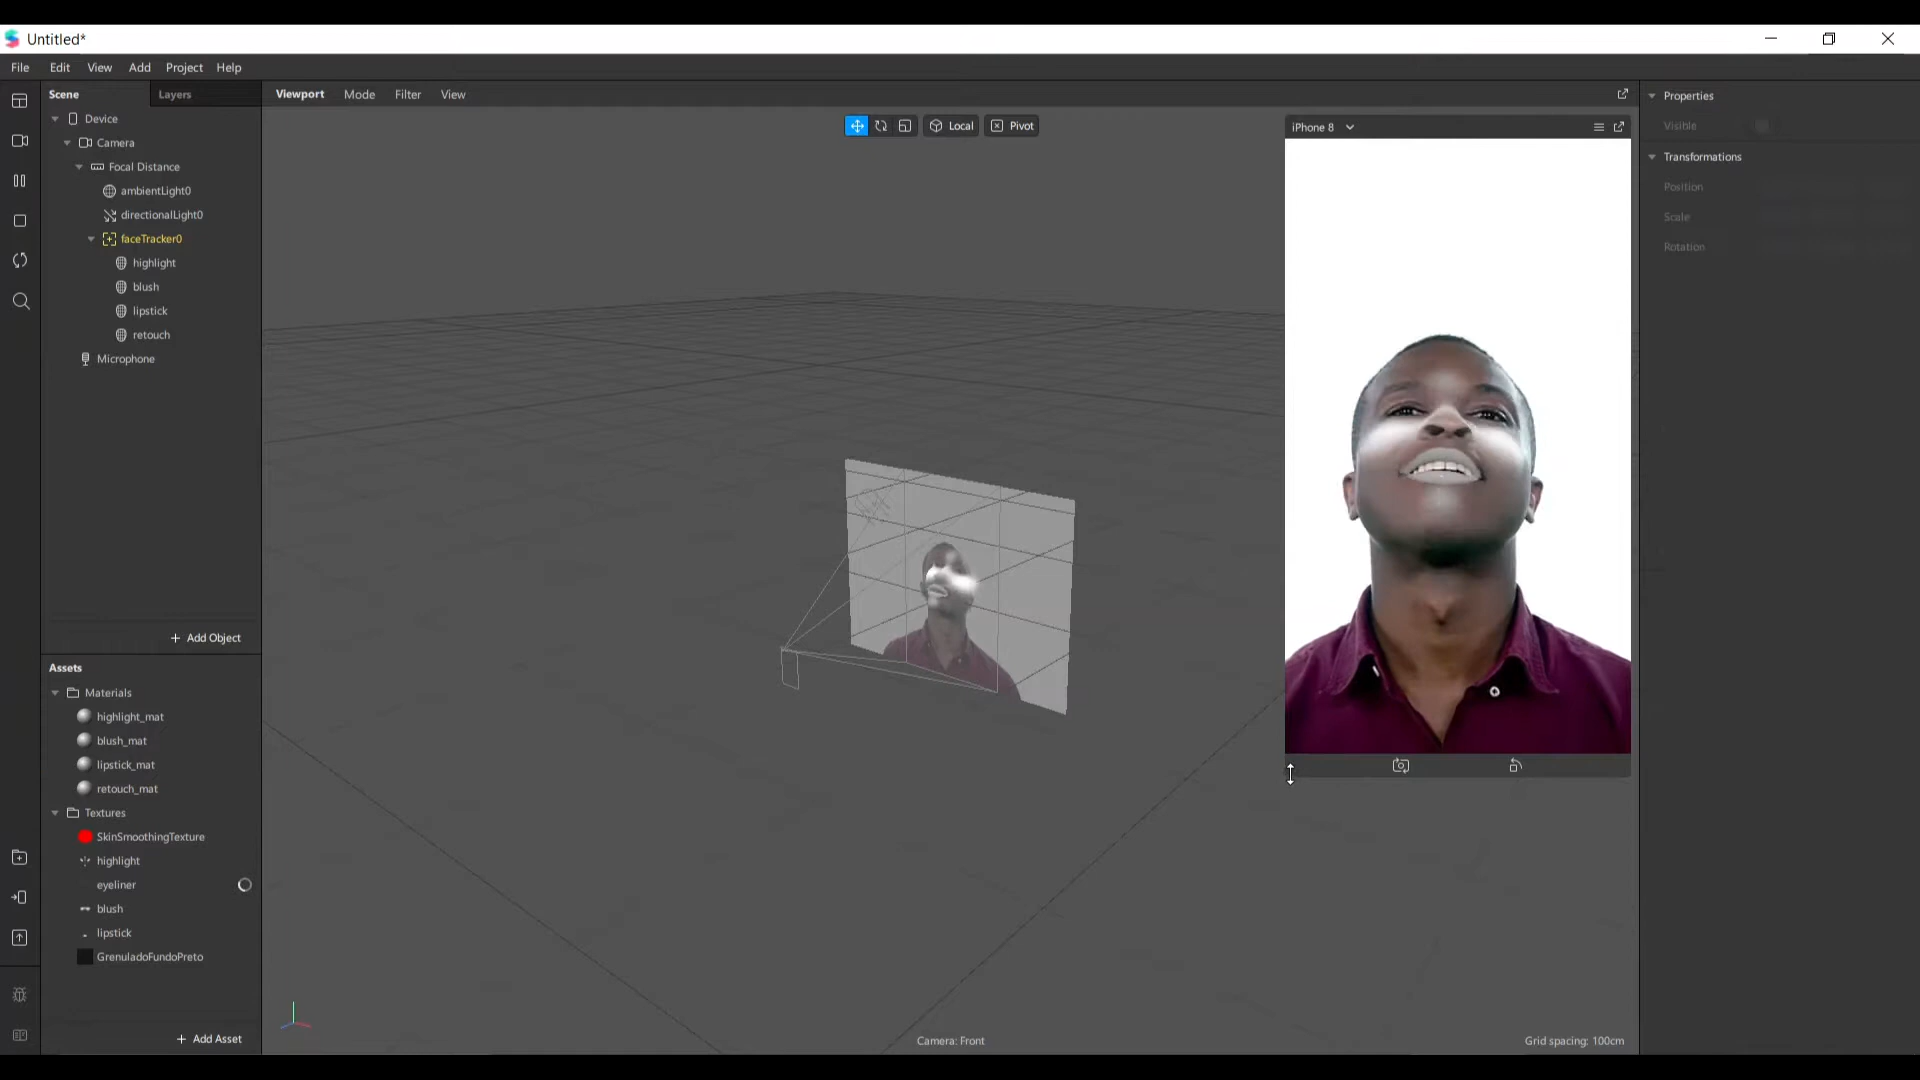 Untitled*
File Edit View Add Project Help
Scene Layers
Device
Camera
Focal Distance
ambientLight0
directionalLight0
faceTracker0
highlight
blush
lipstick
retouch
Microphone
+ Add Object
Assets
Materials
highlight_mat
blush_mat
lipstick_mat
retouch_mat
Textures
SkinSmoothingTexture
highlight
eyeliner
blush
lipstick
GrenuladoFundoPreto
+ Add Asset
Viewport Mode Filter View
Local Pivot
iPhone 8
Camera: Front
Grid spacing: 100cm
Properties
Visible
Transformations
Position
Scale
Rotation